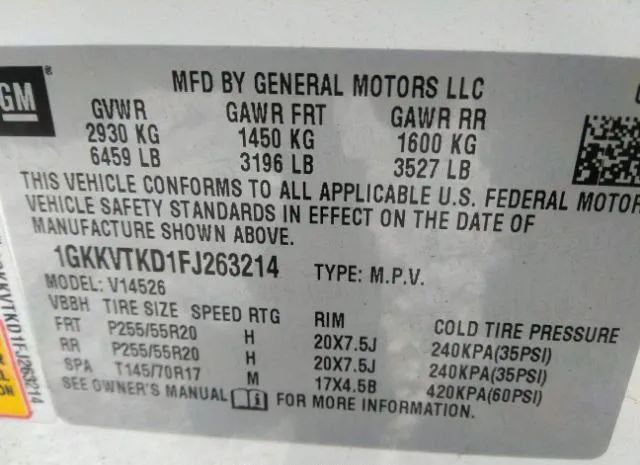 GM ®
MFD BY GENERAL MOTORS LLC
GVWR GAWR FRT GAWR RR
2930 KG 1450 KG 1600 KG
6459 LB 3196 LB 3527 LB
THIS VEHICLE CONFORMS TO ALL APPLICABLE U.S. FEDERAL MOTOR
VEHICLE SAFETY STANDARDS IN EFFECT ON THE DATE OF
MANUFACTURE SHOWN ABOVE.
1GKKVTKD1FJ263214 TYPE: M.P.V.
MODEL: V14526
VBBH TIRE SIZE SPEED RTG RIM COLD TIRE PRESSURE
FRT P255/55R20 H 20X7.5J 240KPA(35PSI)
RR P255/55R20 H 20X7.5J 240KPA(35PSI)
SPA T145/70R17 M 17X4.5B 420KPA(60PSI)
SEE OWNER'S MANUAL i FOR MORE INFORMATION.
KKVTKD1FJ263214
ON